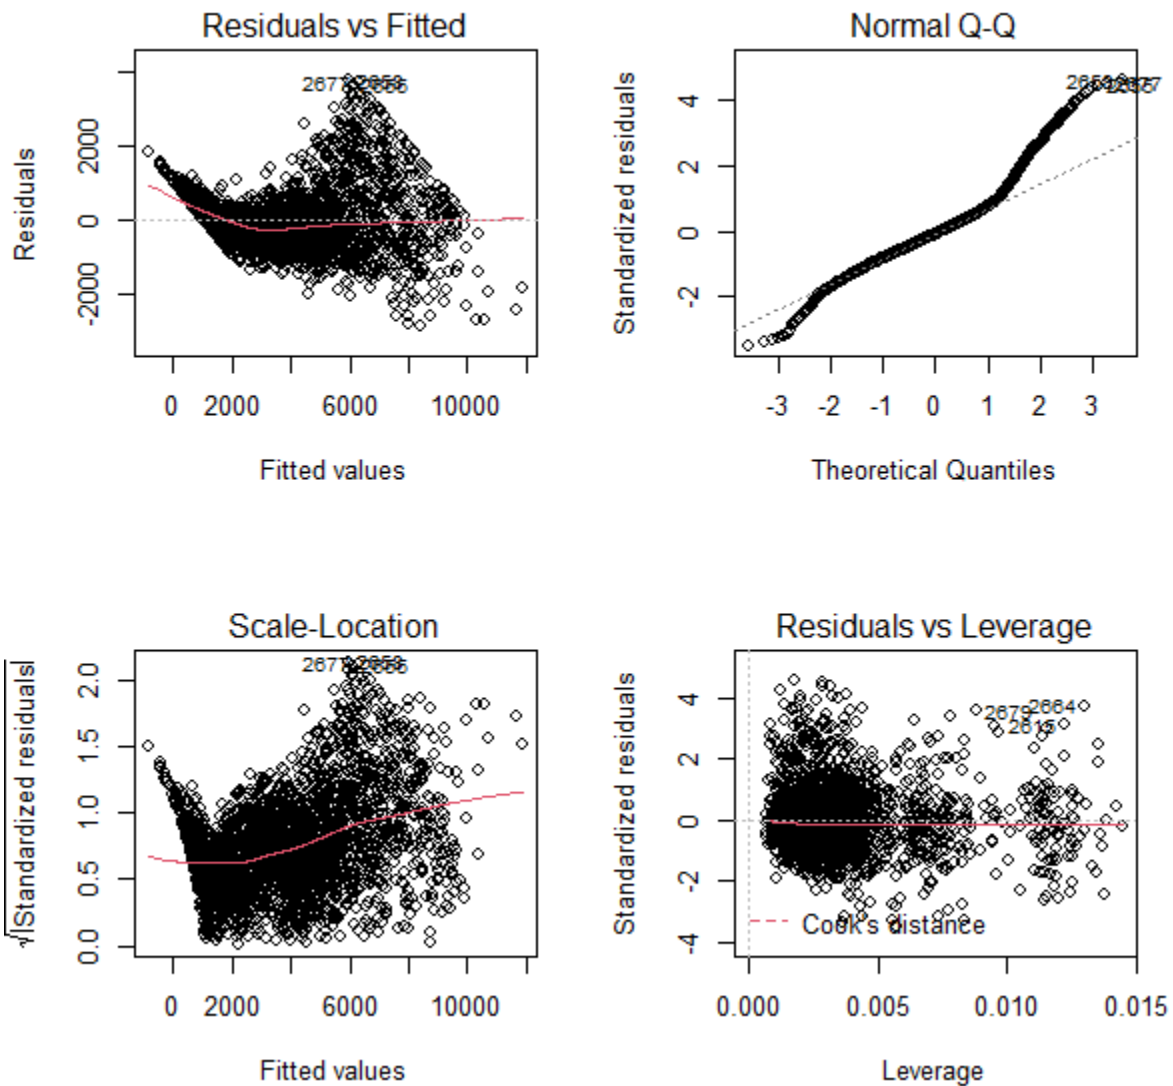 Residuals vs Fitted
Residuals
2000
0
-2000
0 2000 6000 10000
Fitted values
Normal Q-Q
Standardized residuals
4
2
0
-2
-3 -2 -1 0 1 2 3
Theoretical Quantiles
Scale-Location
√|Standardized residuals|
2.0
1.5
1.0
0.5
0.0
0 2000 6000 10000
Fitted values
Residuals vs Leverage
Standardized residuals
4
2
0
-2
-4
2679
2664
2615
Cook's distance
0.000 0.005 0.010 0.015
Leverage